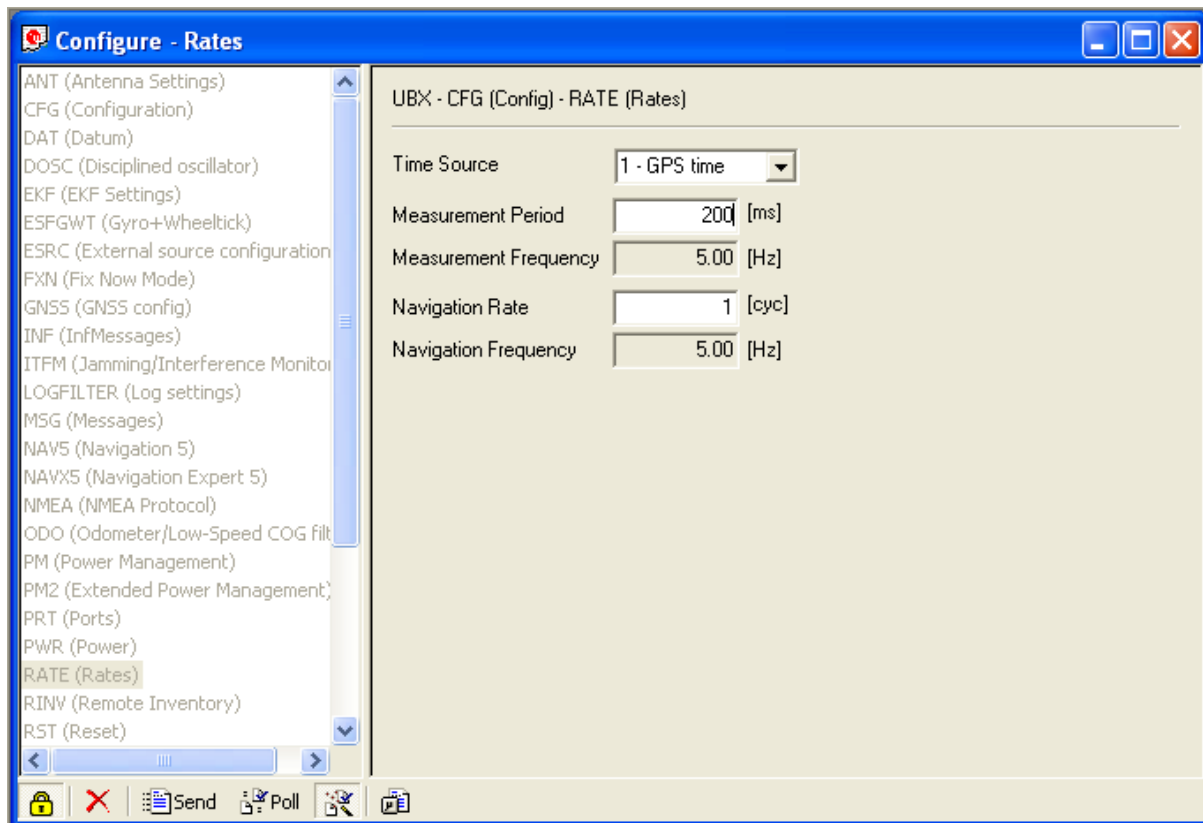 Configure - Rates
ANT (Antenna Settings)
CFG (Configuration)
DAT (Datum)
DOSC (Disciplined oscillator)
EKF (EKF Settings)
ESFGWT (Gyro+Wheeltick)
ESRC (External source configuration
FXN (Fix Now Mode)
GNSS (GNSS config)
INF (InfMessages)
ITFM (Jamming/Interference Monitor
LOGFILTER (Log settings)
MSG (Messages)
NAV5 (Navigation 5)
NAVX5 (Navigation Expert 5)
NMEA (NMEA Protocol)
ODO (Odometer/Low-Speed COG filt
PM (Power Management)
PM2 (Extended Power Management)
PRT (Ports)
PWR (Power)
RATE (Rates)
RINV (Remote Inventory)
RST (Reset)
UBX - CFG (Config) - RATE (Rates)
Time Source 1 - GPS time
Measurement Period 200 [ms]
Measurement Frequency 5.00 [Hz]
Navigation Rate 1 [cyc]
Navigation Frequency 5.00 [Hz]
Send Poll